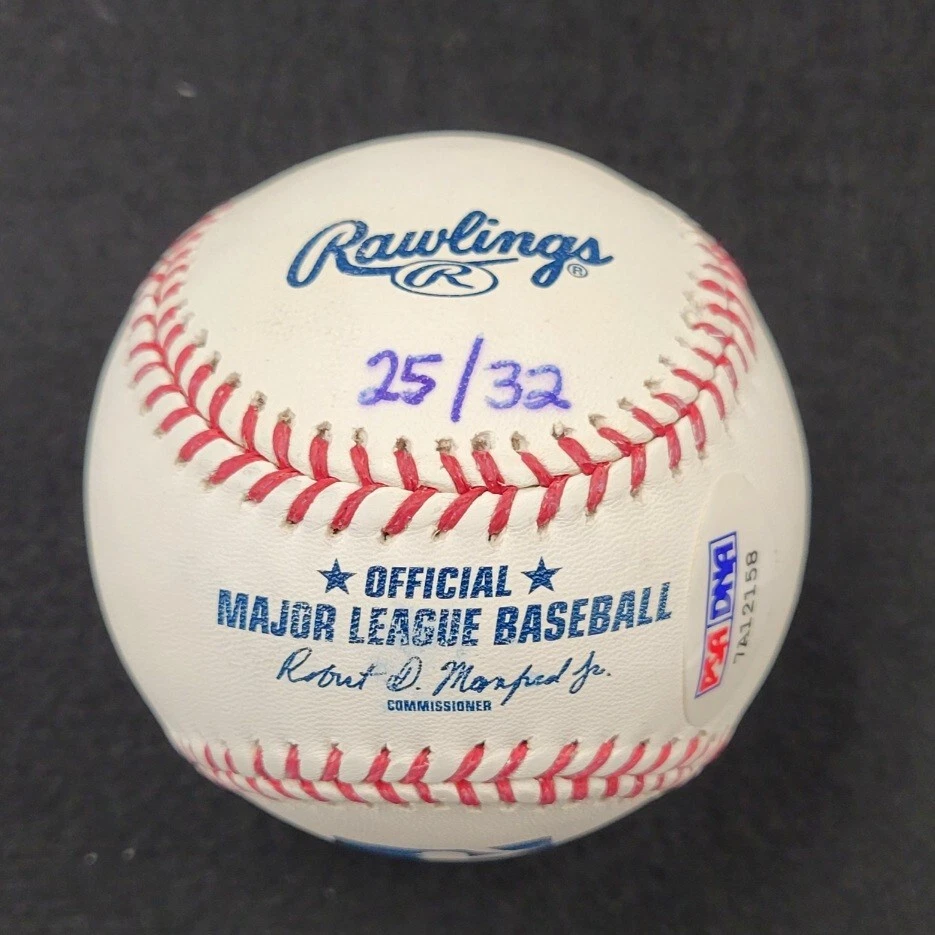 Rawlings®
R
25/32
★ OFFICIAL ★
MAJOR LEAGUE BASEBALL
Robert D. Manfred Jr.
COMMISSIONER
PSA/DNA
7A12158